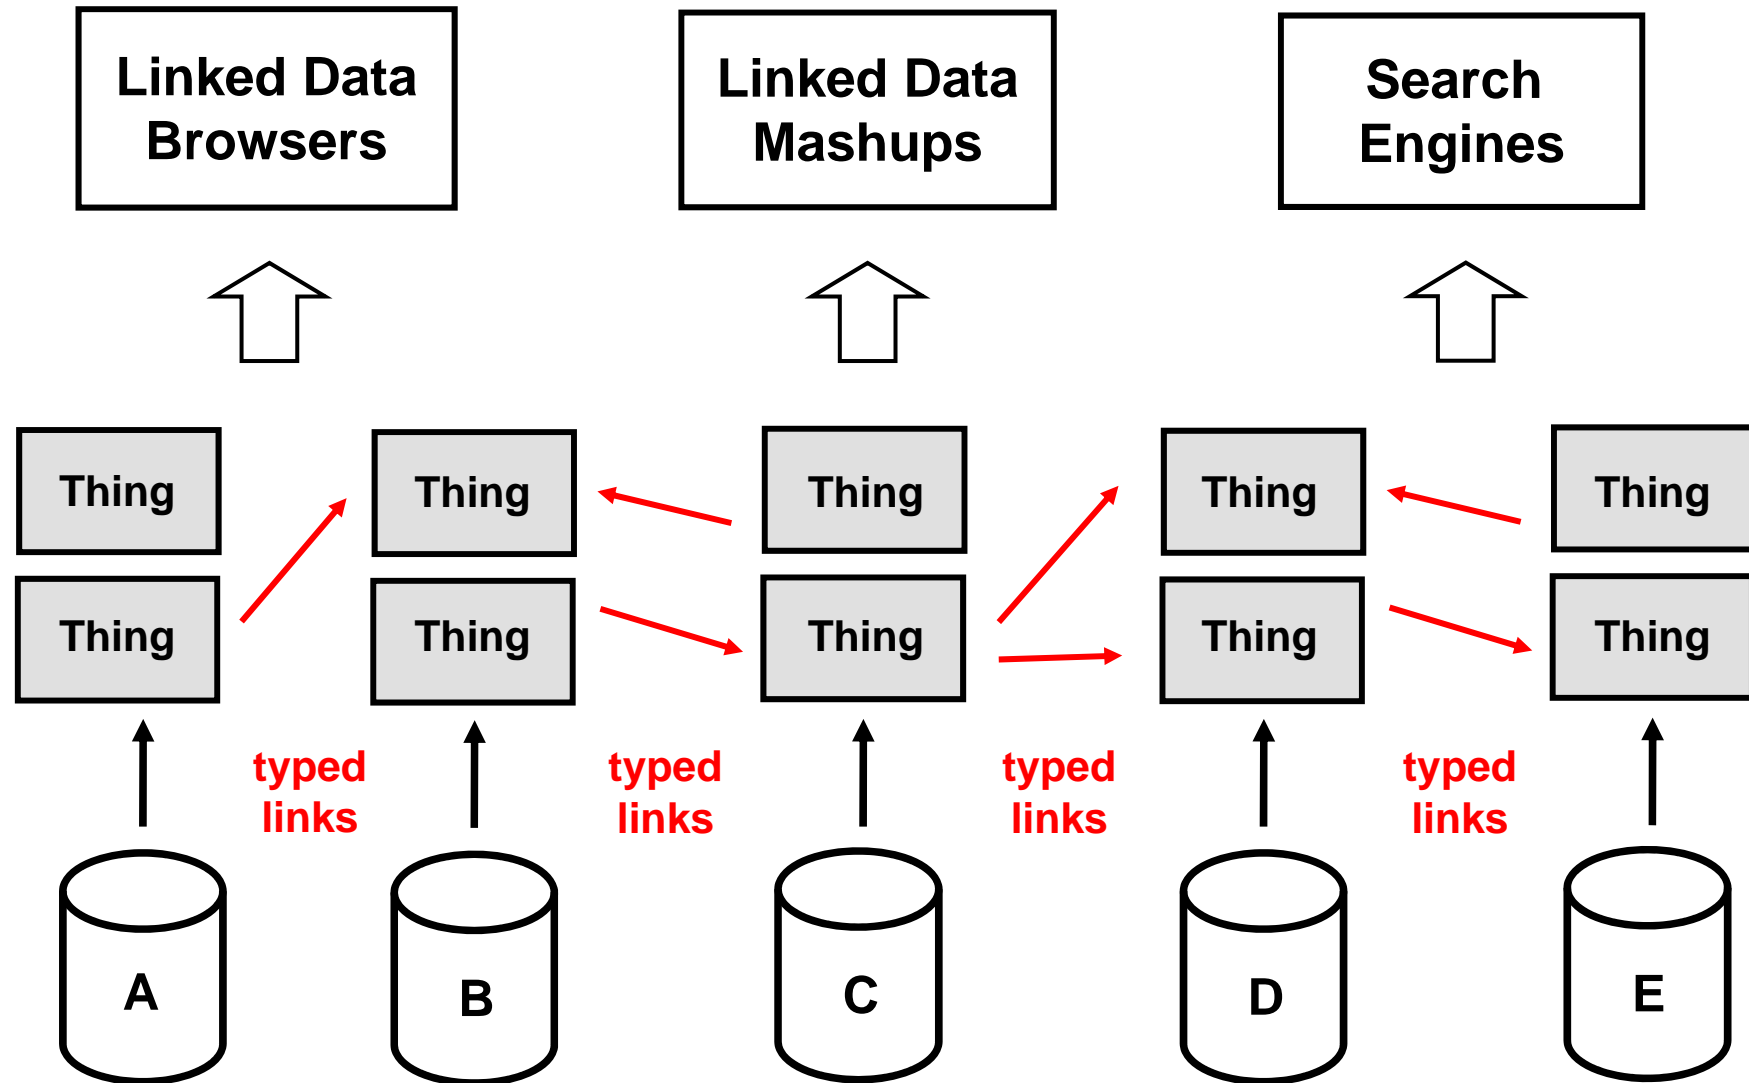 Linked Data
Browsers
Linked Data
Mashups
Search
Engines
Thing
Thing
Thing
Thing
Thing
Thing
Thing
Thing
Thing
Thing
typed
links
typed
links
typed
links
typed
links
A
B
C
D
E